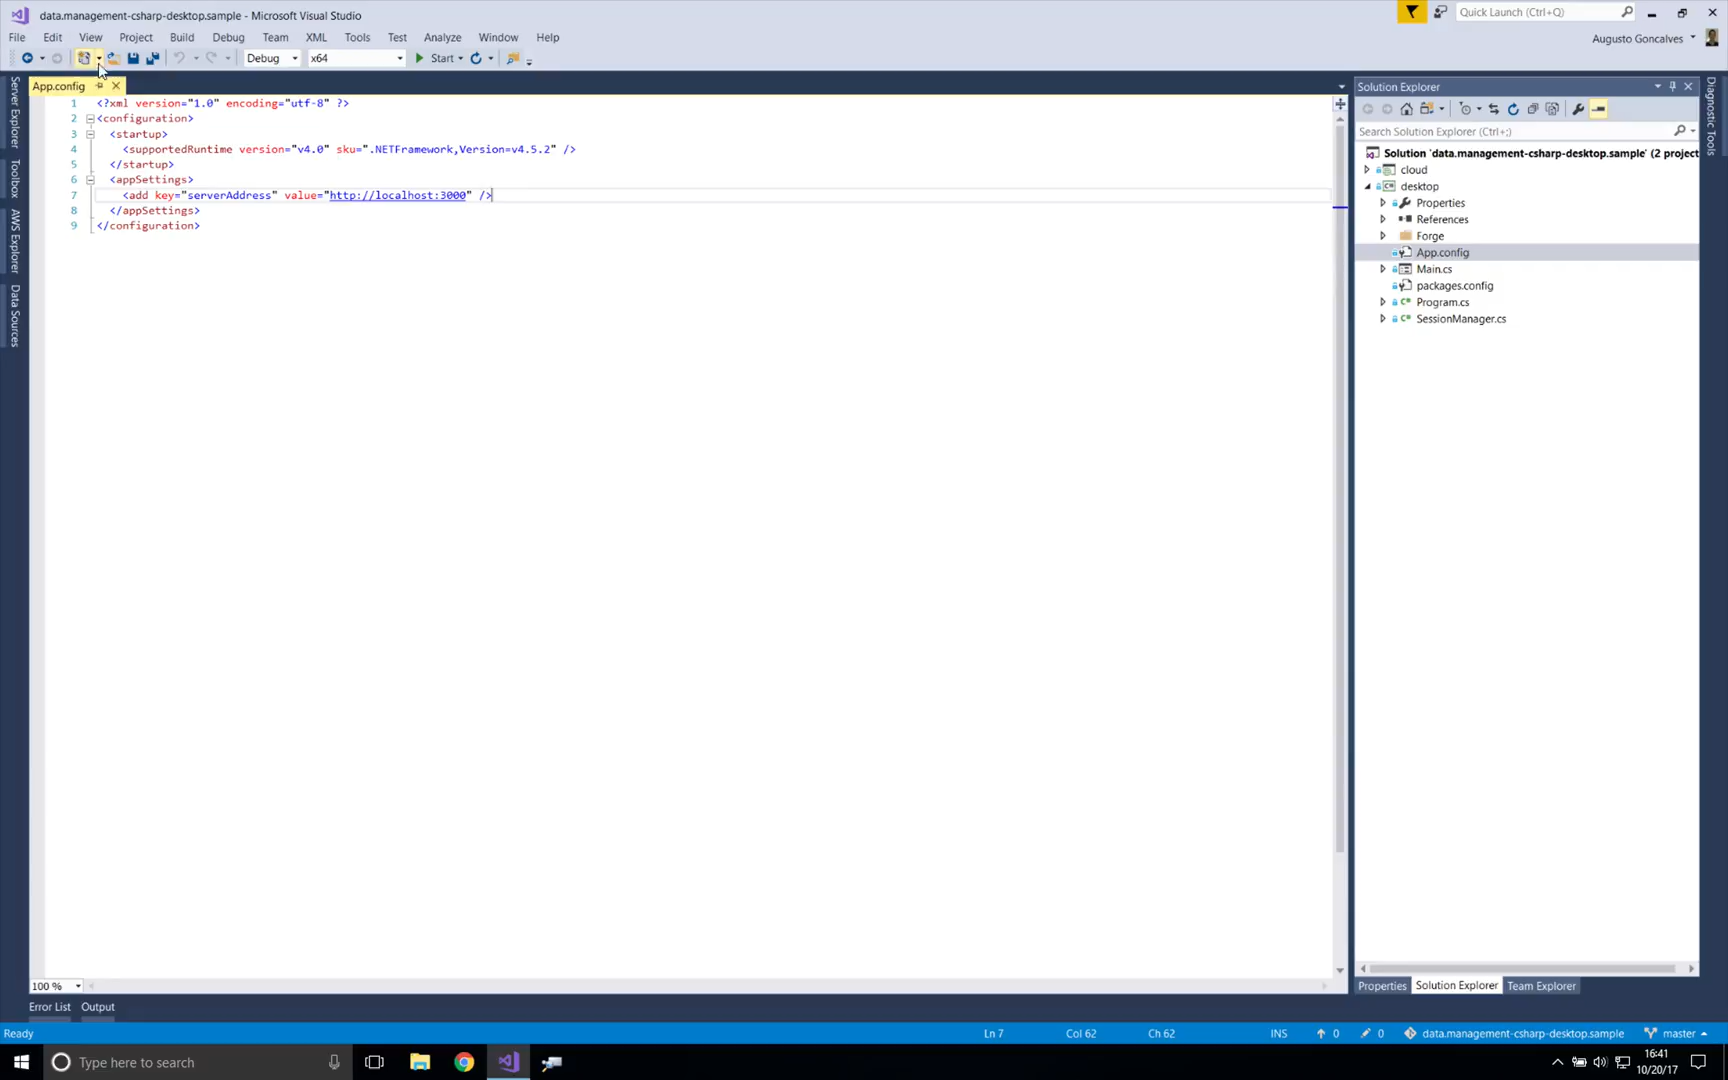 data.management-csharp-desktop.sample - Microsoft Visual Studio
Quick Launch (Ctrl+Q)
File Edit View Project Build Debug Team XML Tools Test Analyze Window Help
Augusto Goncalves
Debug x64 Start
App.config
1 <?xml version="1.0" encoding="utf-8" ?>
2 <configuration>
3 <startup>
4 <supportedRuntime version="v4.0" sku=".NETFramework,Version=v4.5.2" />
5 </startup>
6 <appSettings>
7 <add key="serverAddress" value="http://localhost:3000" />
8 </appSettings>
9 </configuration>
Server Explorer
Toolbox
AWS Explorer
Data Sources
Solution Explorer
Search Solution Explorer (Ctrl+;)
Solution 'data.management-csharp-desktop.sample' (2 project
cloud
desktop
Properties
References
Forge
App.config
Main.cs
packages.config
Program.cs
SessionManager.cs
Diagnostic Tools
100 %
Properties Solution Explorer Team Explorer
Error List Output
Ready Ln 7 Col 62 Ch 62 INS 0 0 data.management-csharp-desktop.sample master
Type here to search
16:41
10/20/17